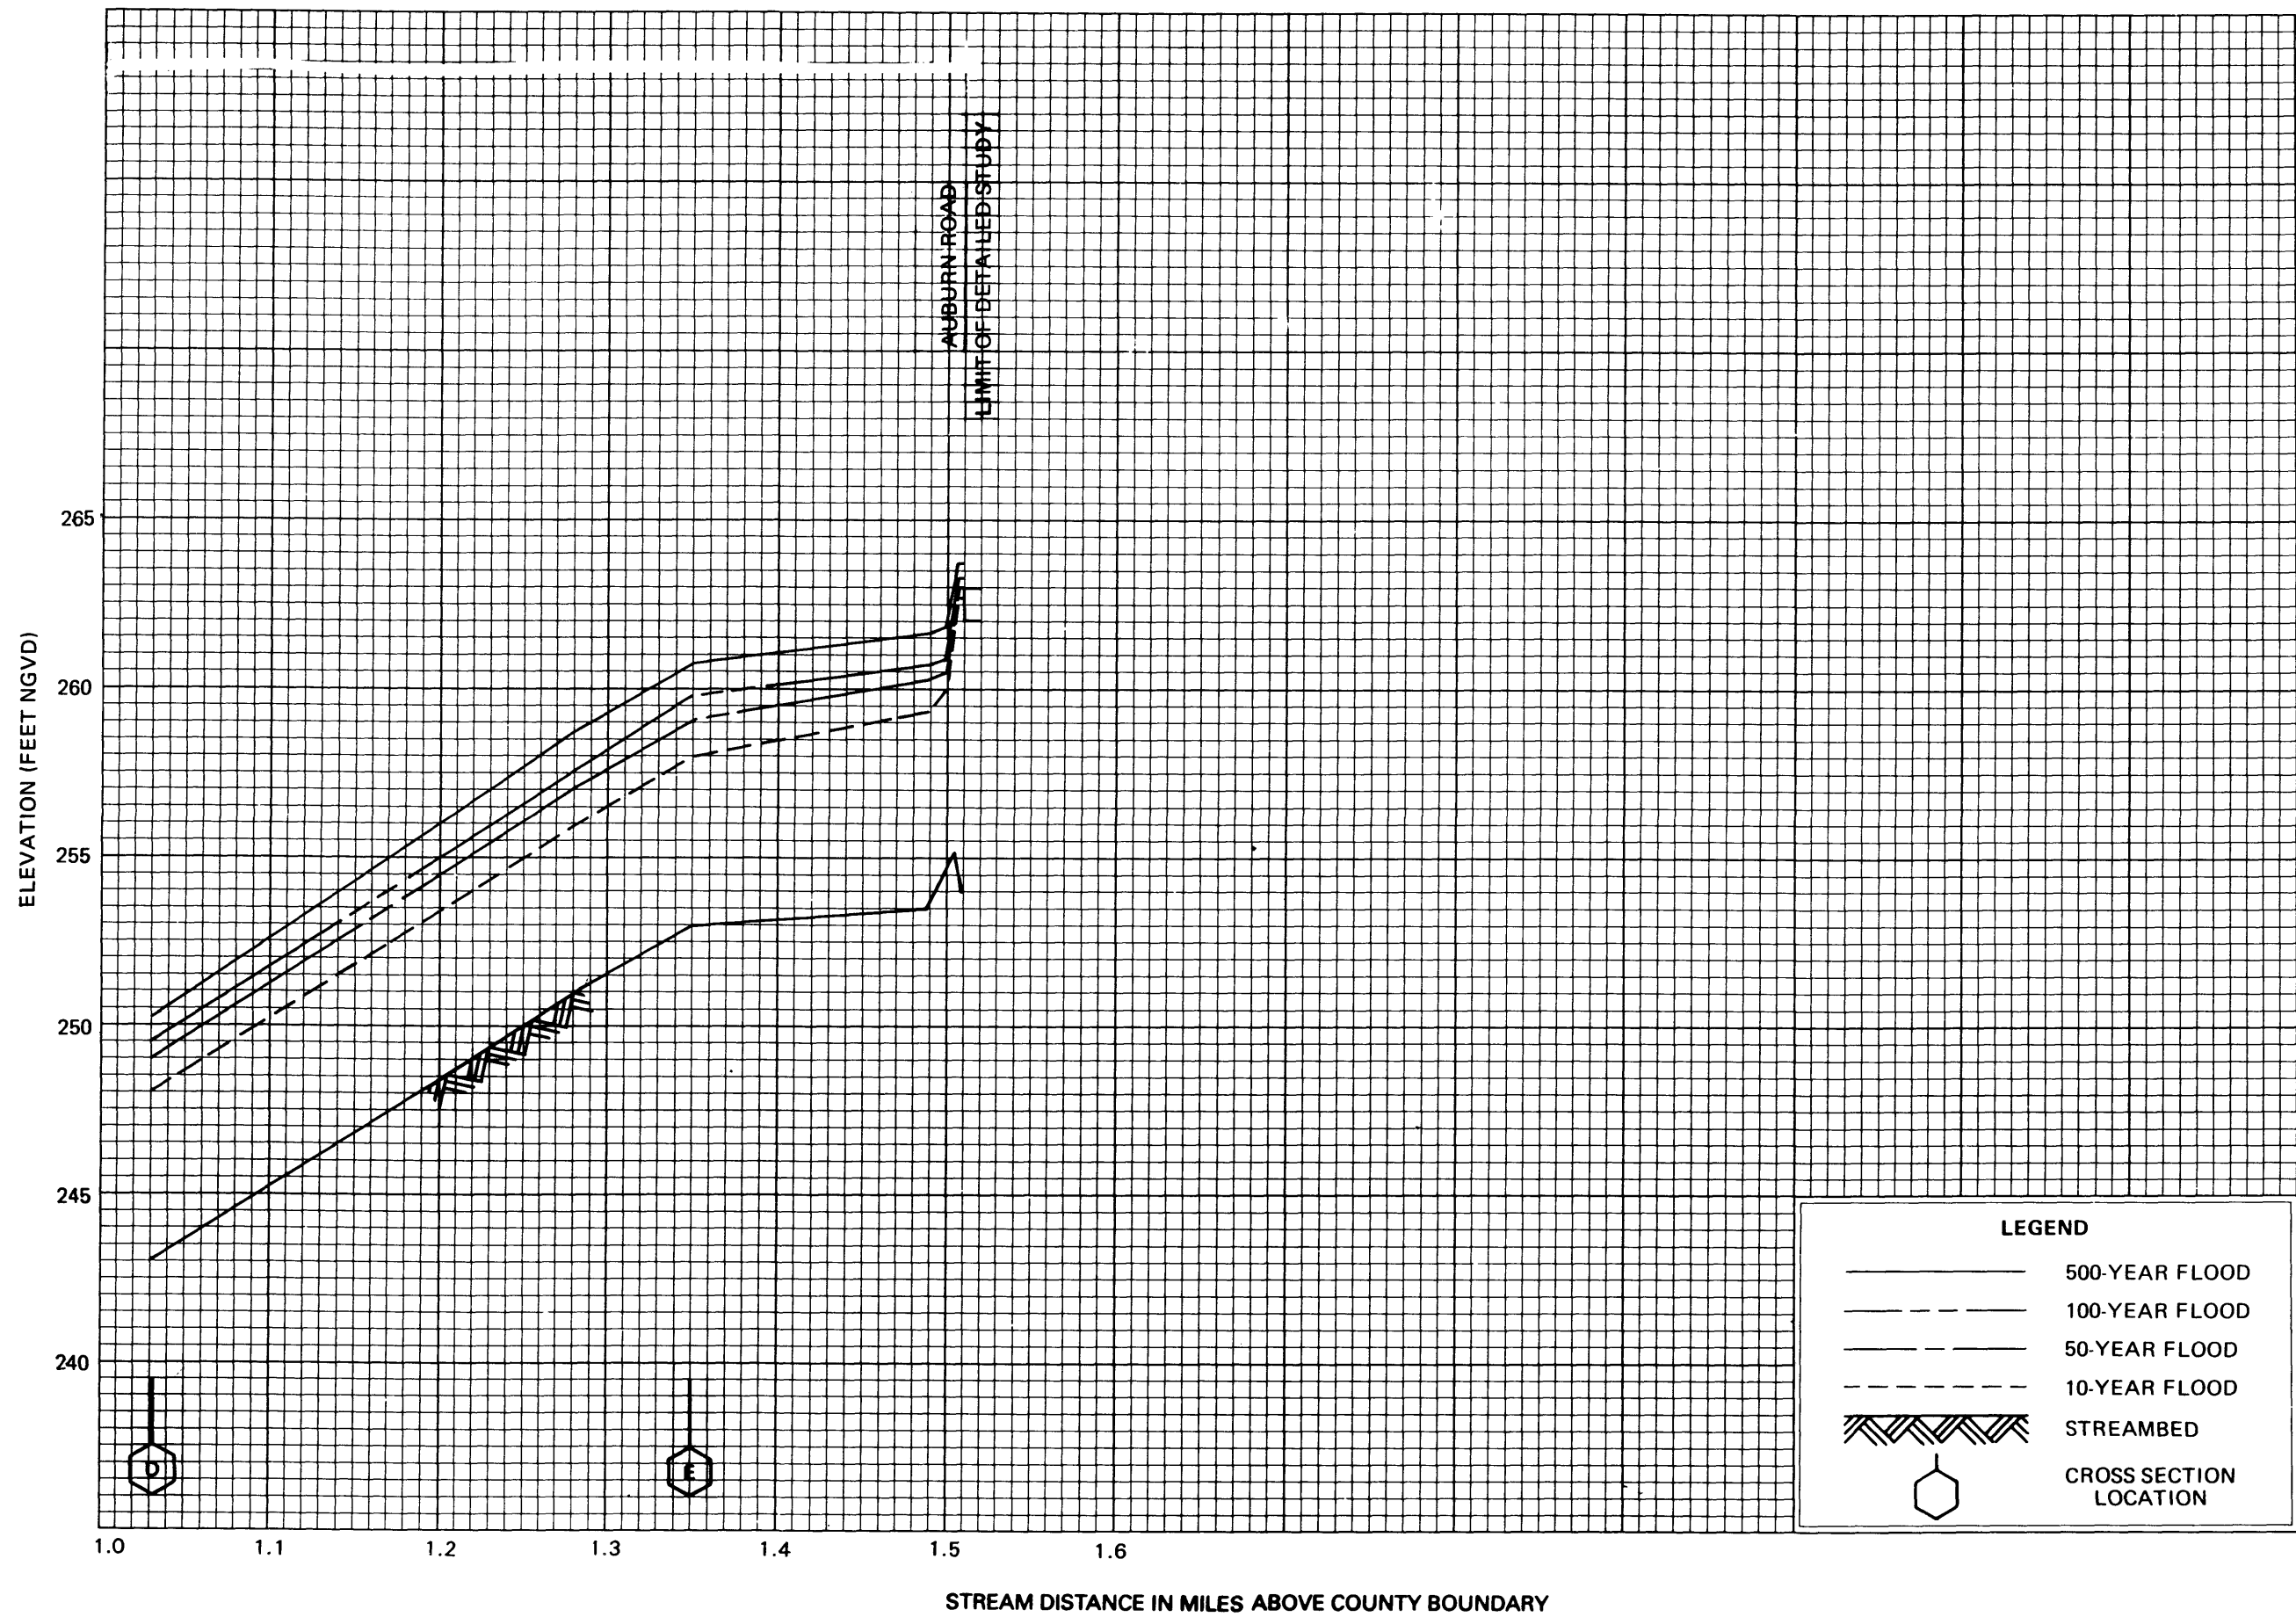 AUBURN ROAD
LIMIT OF DETAILED STUDY
ELEVATION (FEET NGVD)
265
260
255
250
245
240
D
E
1.0
1.1
1.2
1.3
1.4
1.5
1.6
STREAM DISTANCE IN MILES ABOVE COUNTY BOUNDARY
LEGEND
500-YEAR FLOOD
100-YEAR FLOOD
50-YEAR FLOOD
10-YEAR FLOOD
STREAMBED
CROSS SECTION
LOCATION